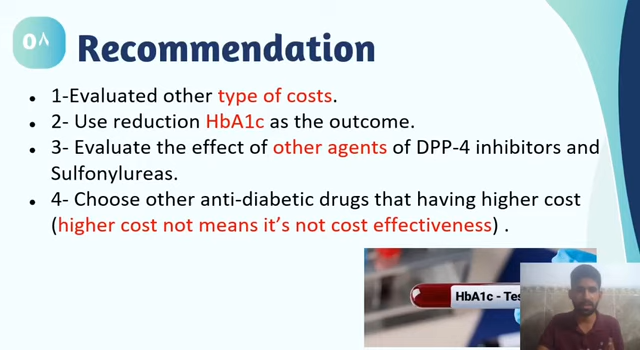 0٨
Recommendation
• 1-Evaluated other type of costs.
• 2- Use reduction HbA1c as the outcome.
• 3- Evaluate the effect of other agents of DPP-4 inhibitors and
Sulfonylureas.
• 4- Choose other anti-diabetic drugs that having higher cost
(higher cost not means it's not cost effectiveness) .
HbA1c - Tes